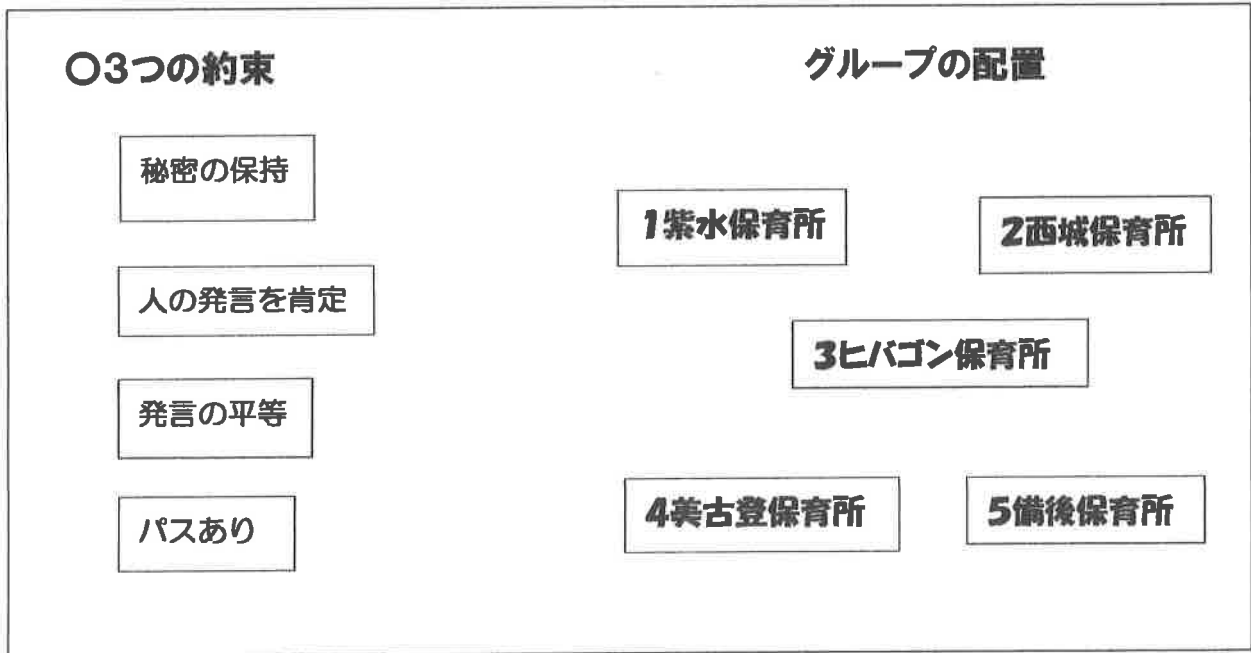 〇3つの約束
秘密の保持
人の発言を肯定
発言の平等
パスあり
グループの配置
1紫水保育所
2西城保育所
3ヒバゴン保育所
4美古登保育所
5備後保育所